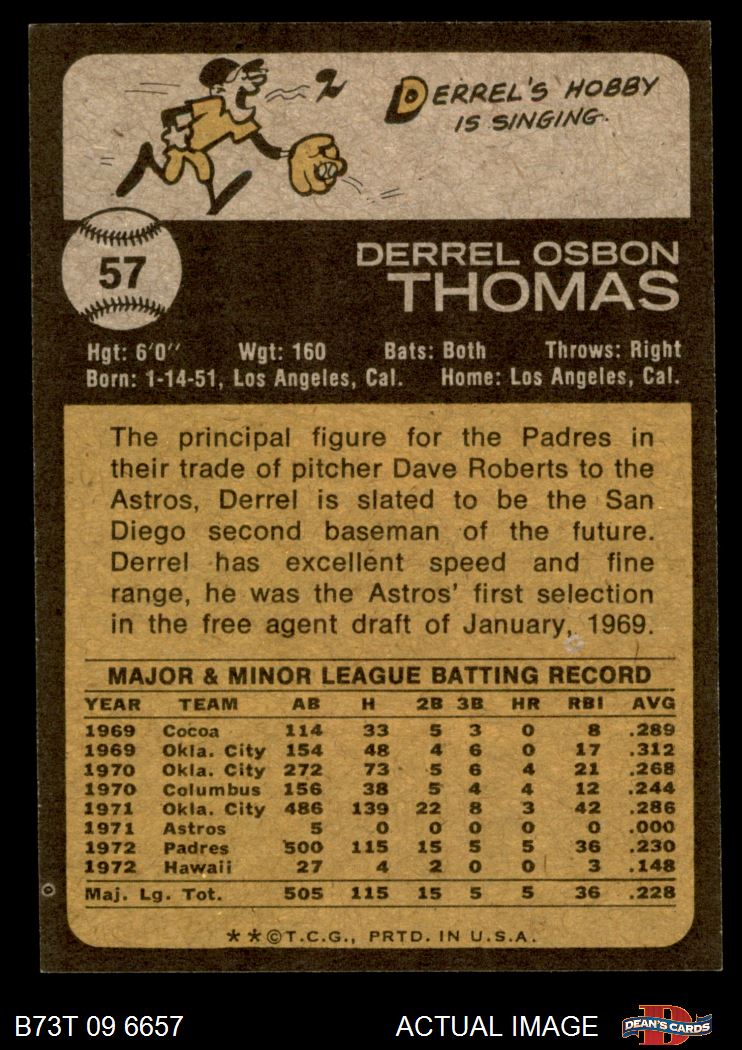 DERREL'S HOBBY
IS SINGING.
57
DERREL OSBON
THOMAS
Hgt: 6'0" Wgt: 160 Bats: Both Throws: Right
Born: 1-14-51, Los Angeles, Cal. Home: Los Angeles, Cal.
The principal figure for the Padres in
their trade of pitcher Dave Roberts to the
Astros, Derrel is slated to be the San
Diego second baseman of the future.
Derrel has excellent speed and fine
range, he was the Astros' first selection
in the free agent draft of January, 1969.
MAJOR & MINOR LEAGUE BATTING RECORD
YEAR TEAM AB H 2B 3B HR RBI AVG
1969 Cocoa 114 33 5 3 0 8 .289
1969 Okla. City 154 48 4 6 0 17 .312
1970 Okla. City 272 73 5 6 4 21 .268
1970 Columbus 156 38 5 4 4 12 .244
1971 Okla. City 486 139 22 8 3 42 .286
1971 Astros 5 0 0 0 0 0 .000
1972 Padres 500 115 15 5 5 36 .230
1972 Hawaii 27 4 2 0 0 3 .148
Maj. Lg. Tot. 505 115 15 5 5 36 .228
**©T.C.G., PRTD. IN U.S.A.
B73T 09 6657 ACTUAL IMAGE DEAN'S CARDS